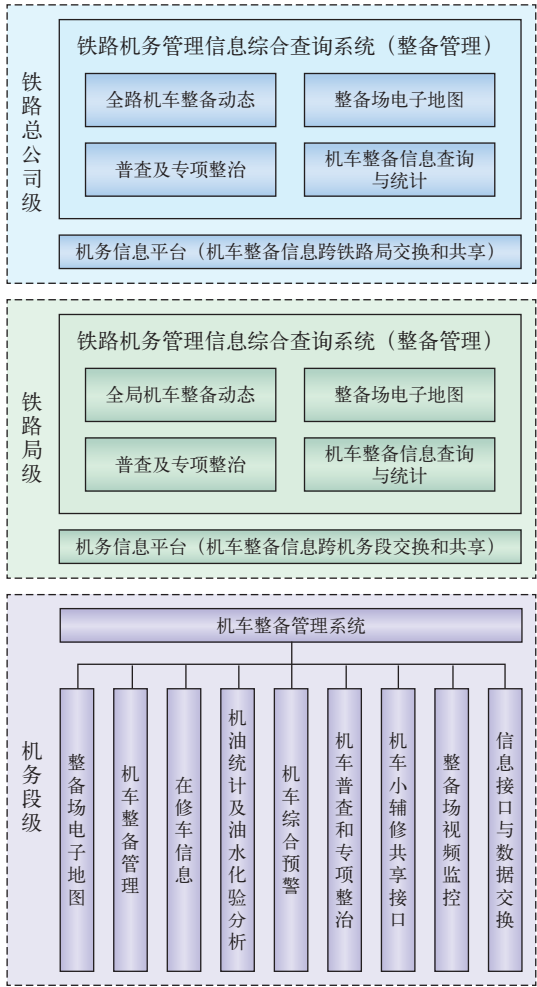 铁路总公司级
铁路机务管理信息综合查询系统（整备管理）
全路机车整备动态
整备场电子地图
普查及专项整治
机车整备信息查询
与统计
机务信息平台（机车整备信息跨铁路局交换和共享）
铁路局级
铁路机务管理信息综合查询系统（整备管理）
全局机车整备动态
整备场电子地图
普查及专项整治
机车整备信息查询
与统计
机务信息平台（机车整备信息跨机务段交换和共享）
机务段级
机车整备管理系统
整备场电子地图
机车整备管理
在修车信息
机油统计及油水化验分析
机车综合预警
机车普查和专项整治
机车小辅修共享接口
整备场视频监控
信息接口与数据交换